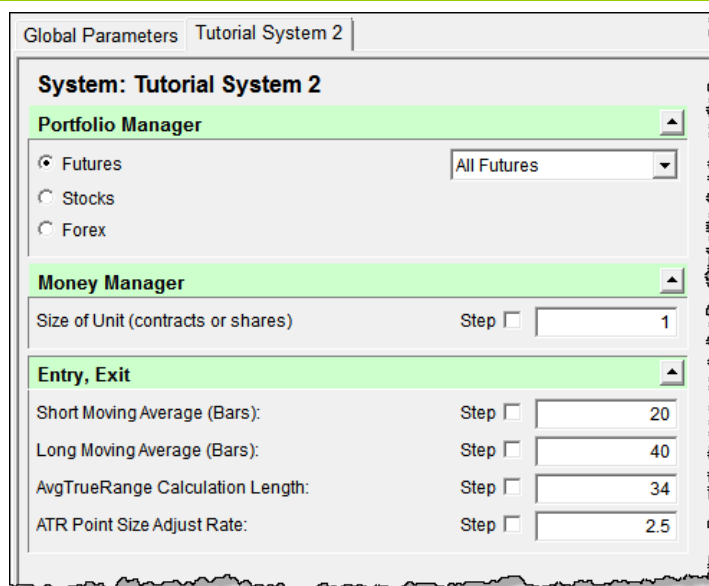 Global Parameters Tutorial System 2
System: Tutorial System 2
Portfolio Manager
Futures All Futures
Stocks
Forex
Money Manager
Size of Unit (contracts or shares) Step 1
Entry, Exit
Short Moving Average (Bars): Step 20
Long Moving Average (Bars): Step 40
AvgTrueRange Calculation Length: Step 34
ATR Point Size Adjust Rate: Step 2.5